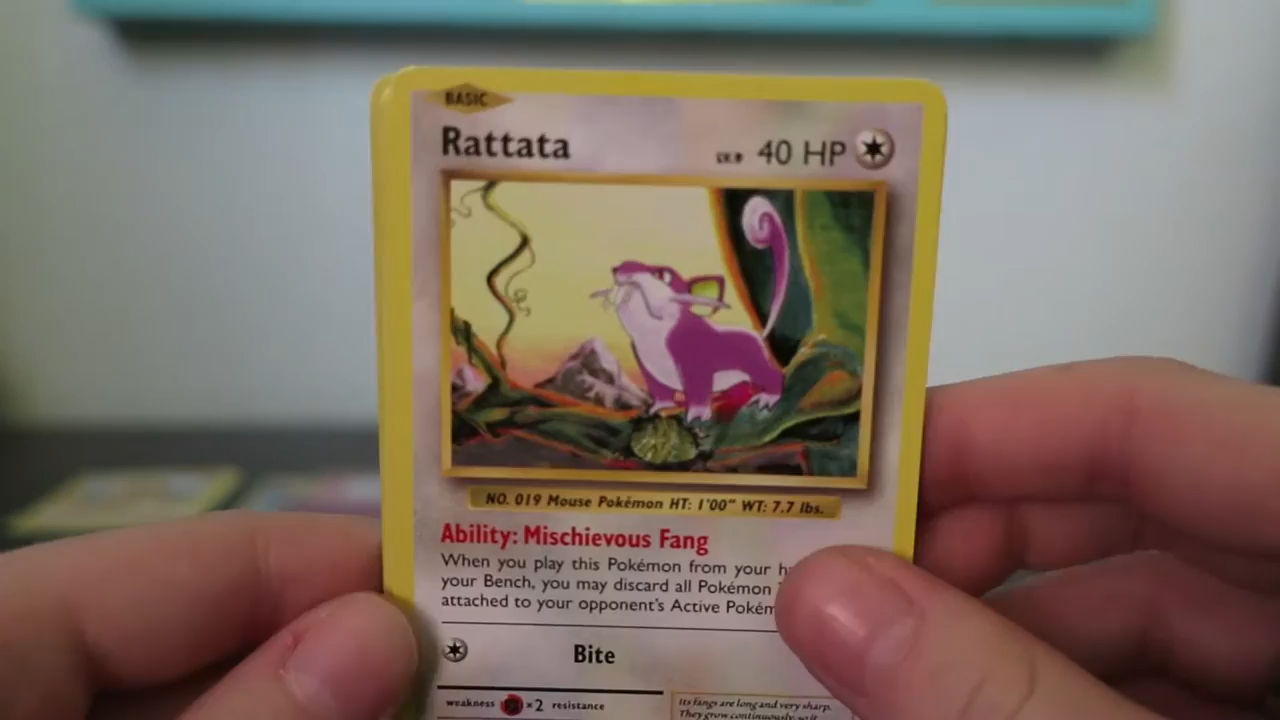 BASIC
Rattata
LV.9 40 HP
NO. 019 Mouse Pokémon HT: 1'00" WT: 7.7 lbs.
Ability: Mischievous Fang
When you play this Pokémon from your
your Bench, you may discard all Pokémon
attached to your opponent's Active
Bite
weakness ×2 resistance
Its fangs are long and very sharp.
They grow continuously, so it